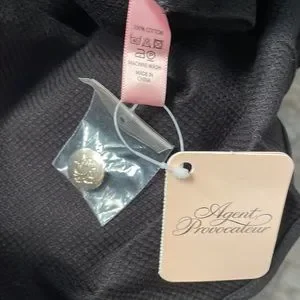 100% COTTON
MACHINE WASH
MADE IN
CHINA
Agent
Provocateur